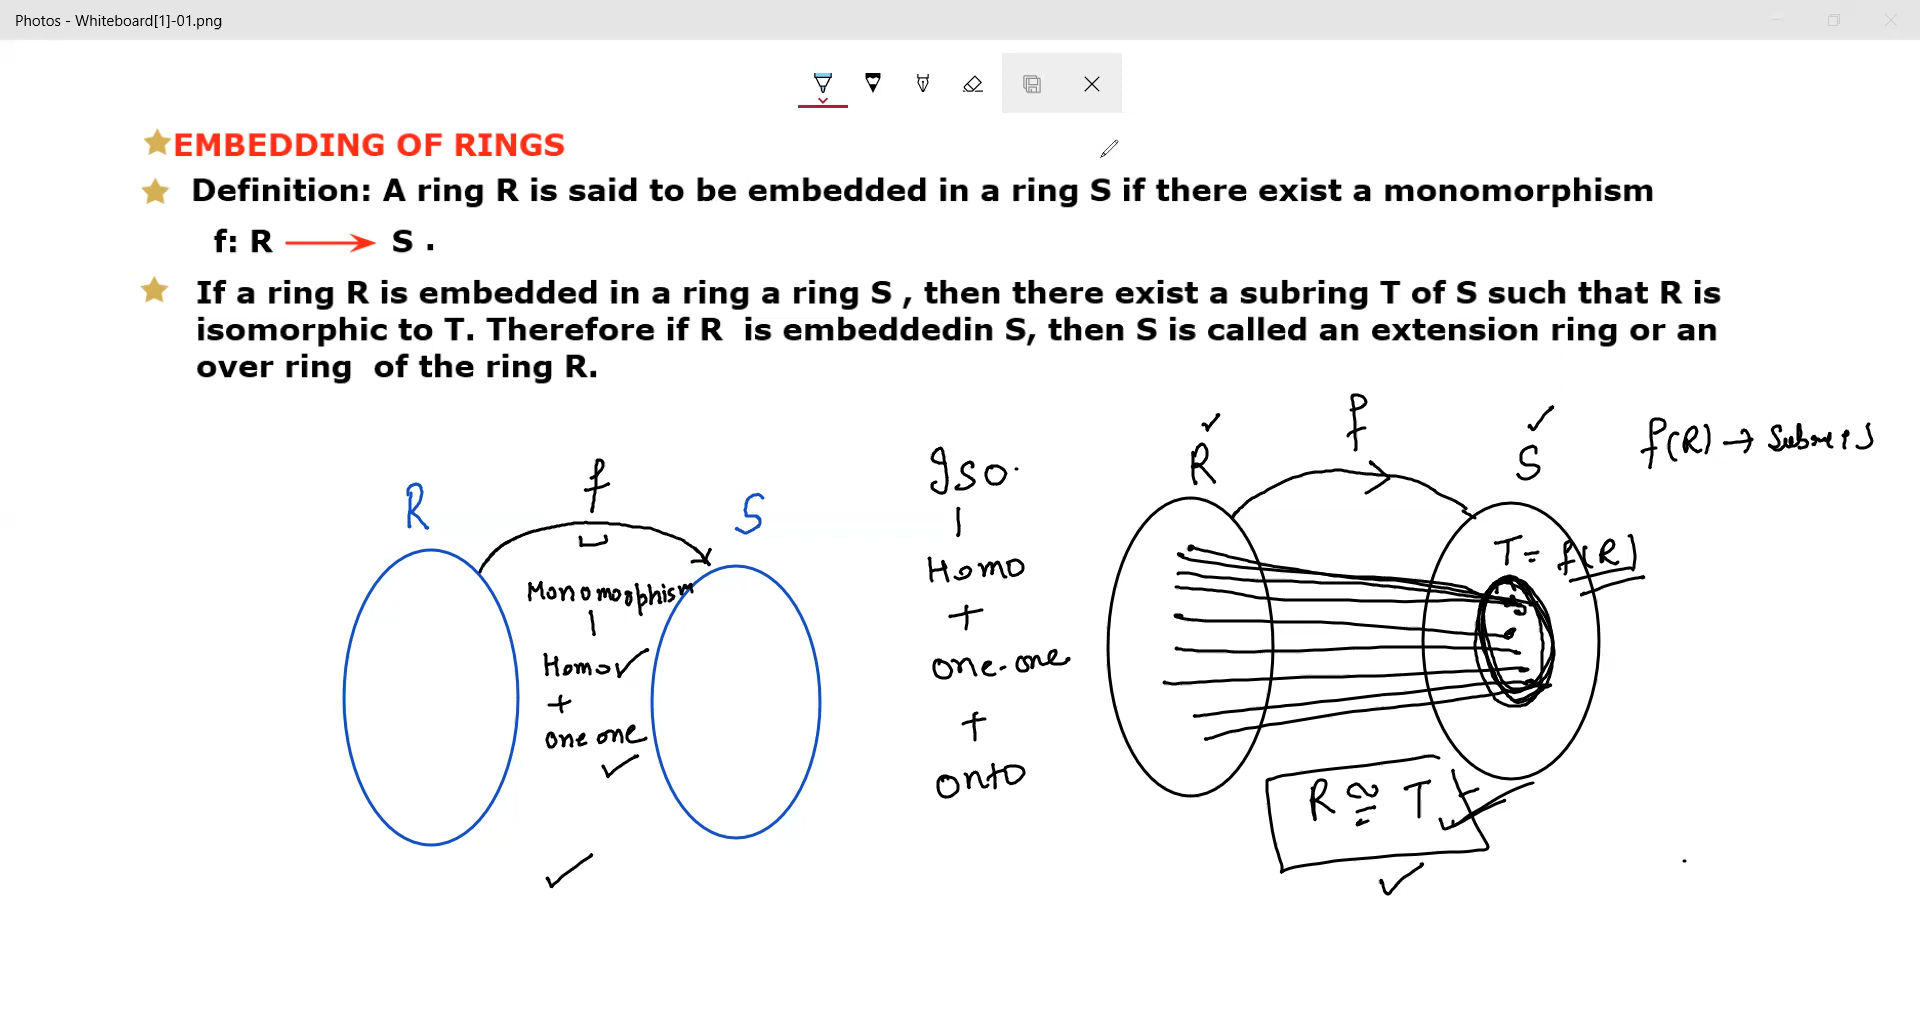 Photos - Whiteboard[1]-01.png
EMBEDDING OF RINGS
Definition: A ring R is said to be embedded in a ring S if there exist a monomorphism
f: R → S .
If a ring R is embedded in a ring a ring S , then there exist a subring T of S such that R is
isomorphic to T. Therefore if R is embeddedin S, then S is called an extension ring or an
over ring of the ring R.
R
f
S
Monomorphism
Homo
+
one one
Iso.
Homo
+
one-one
+
onto
R
f
S
f(R) →
T = f(R)
R ≅ T